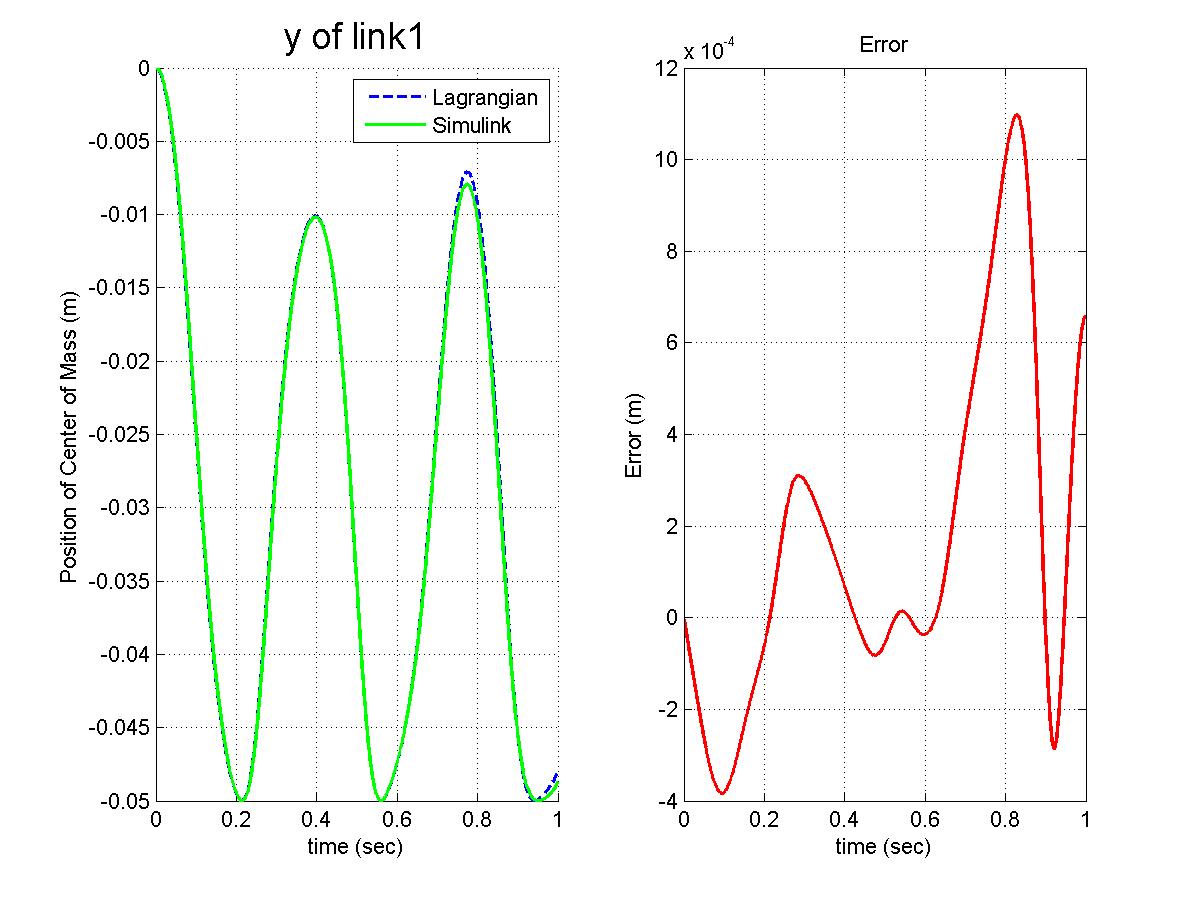 y of link1
0
-0.005
-0.01
-0.015
-0.02
-0.025
-0.03
-0.035
-0.04
-0.045
-0.05
Position of Center of Mass (m)
Lagrangian
Simulink
0 0.2 0.4 0.6 0.8 1
time (sec)
Error
x 10^-4
12
10
8
6
4
2
0
-2
-4
Error (m)
0 0.2 0.4 0.6 0.8 1
time (sec)